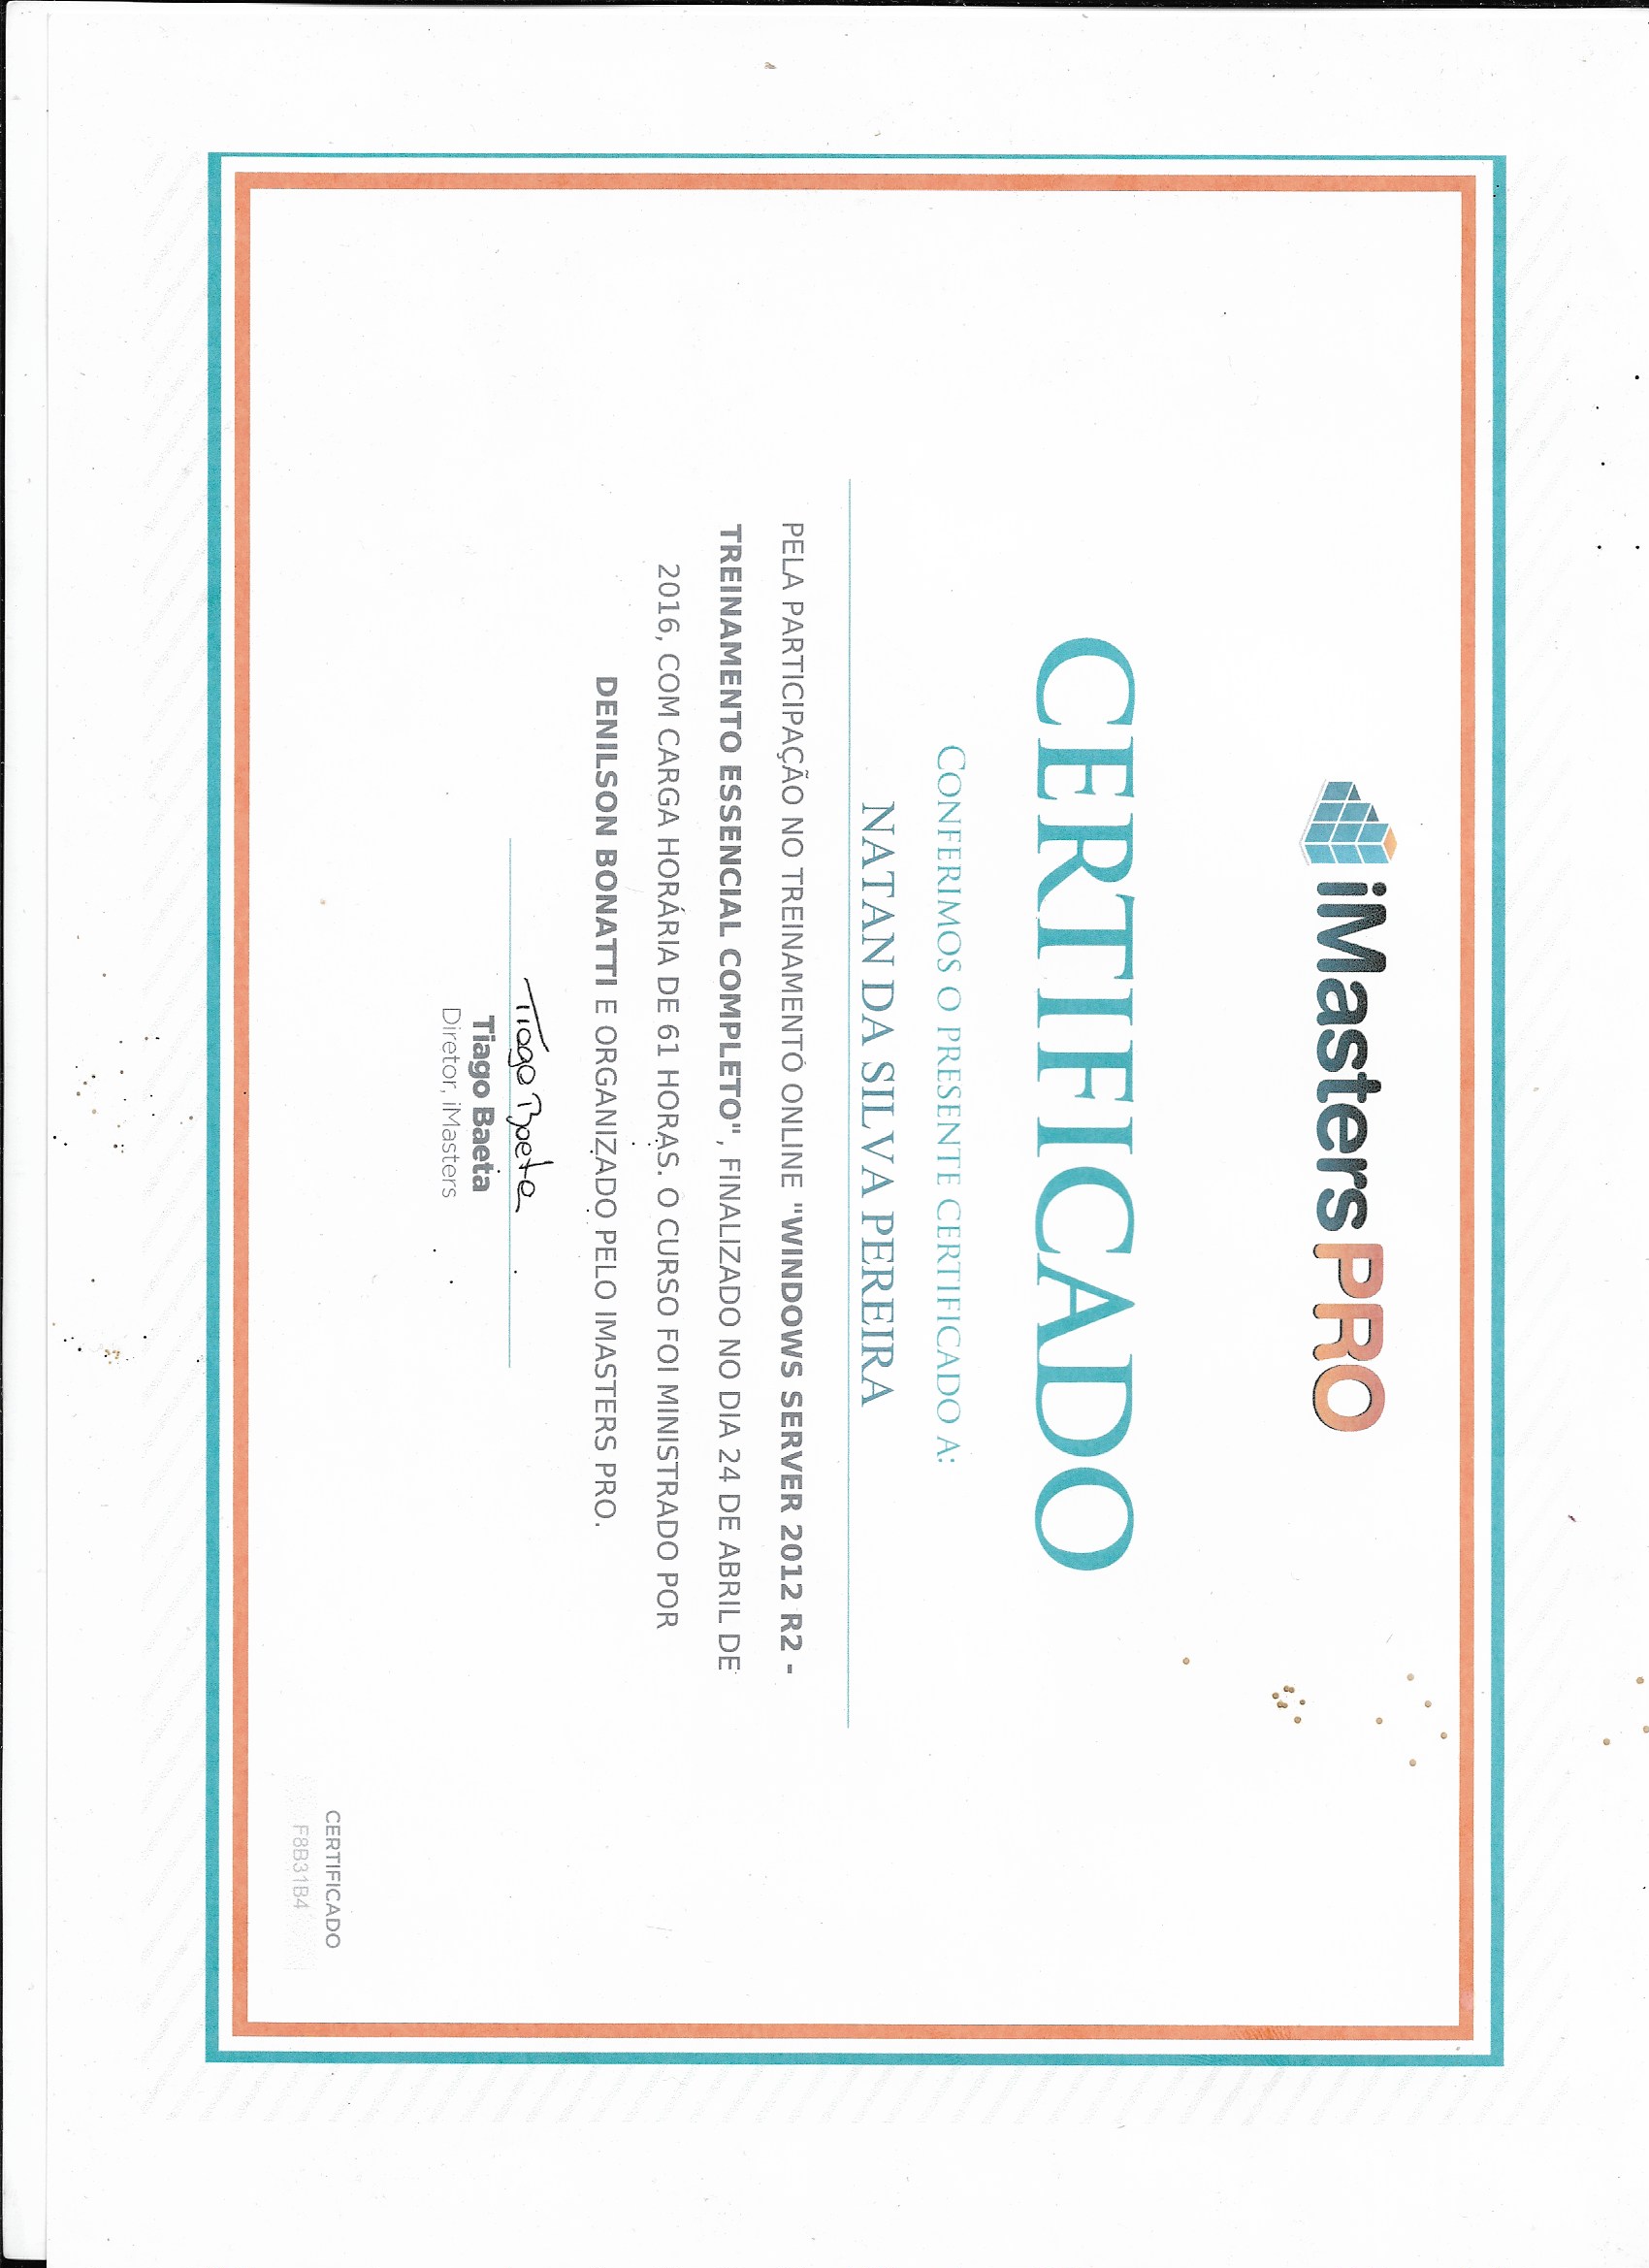 iMastersPRO
CERTIFICADO
CONFERIMOS O PRESENTE CERTIFICADO A:
NATAN DA SILVA PEREIRA
PELA PARTICIPAÇÃO NO TREINAMENTO ONLINE "WINDOWS SERVER 2012 R2 -
TREINAMENTO ESSENCIAL COMPLETO", FINALIZADO NO DIA 24 DE ABRIL DE
2016, COM CARGA HORÁRIA DE 61 HORAS. O CURSO FOI MINISTRADO POR
DENILSON BONATTI E ORGANIZADO PELO IMASTERS PRO.
Tiago Baeta
Tiago Baeta
Diretor, iMasters
CERTIFICADO
F8B31B4